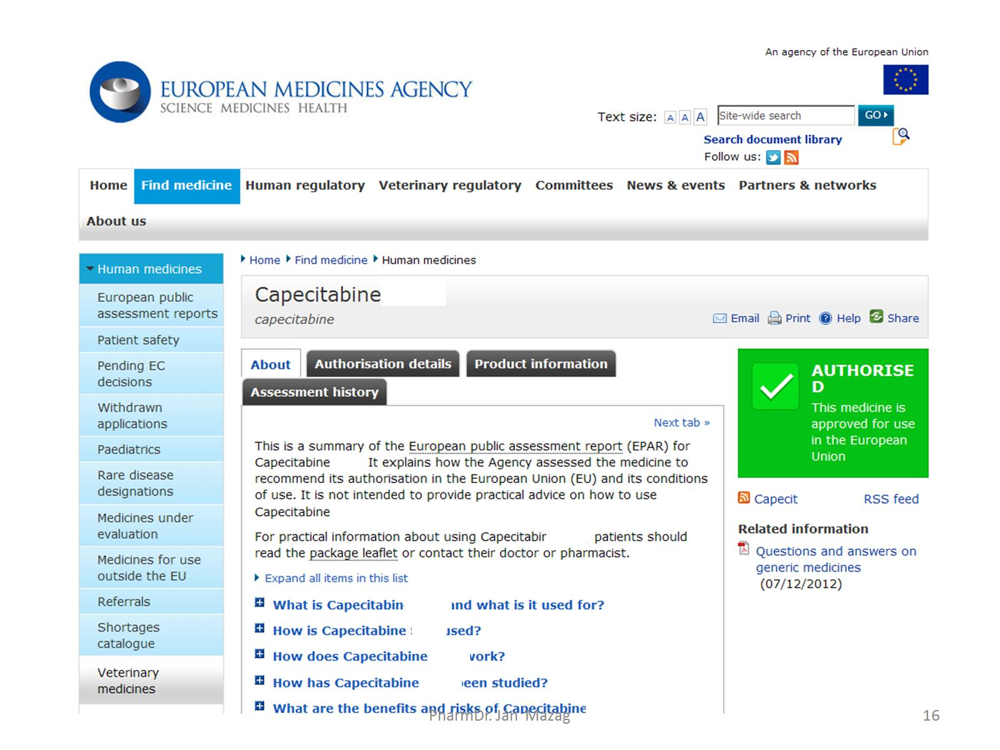 An agency of the European Union
EUROPEAN MEDICINES AGENCY
SCIENCE MEDICINES HEALTH
Text size: A A A Site-wide search GO
Search document library
Follow us:
Home Find medicine Human regulatory Veterinary regulatory Committees News & events Partners & networks
About us
Human medicines
European public
assessment reports
Patient safety
Pending EC
decisions
Withdrawn
applications
Paediatrics
Rare disease
designations
Medicines under
evaluation
Medicines for use
outside the EU
Referrals
Shortages
catalogue
Veterinary
medicines
Home Find medicine Human medicines
Capecitabine
capecitabine
Email Print Help Share
About Authorisation details Product information
Assessment history
Next tab »
This is a summary of the European public assessment report (EPAR) for
Capecitabine It explains how the Agency assessed the medicine to
recommend its authorisation in the European Union (EU) and its conditions
of use. It is not intended to provide practical advice on how to use
Capecitabine
For practical information about using Capecitabin patients should
read the package leaflet or contact their doctor or pharmacist.
Expand all items in this list
What is Capecitabin and what is it used for?
How is Capecitabine used?
How does Capecitabine work?
How has Capecitabine been studied?
What are the benefits and risks of Capecitabine
AUTHORISE
D
This medicine is
approved for use
in the European
Union
Capecit RSS feed
Related information
Questions and answers on
generic medicines
(07/12/2012)
PharmDr. Ján Mazag
16